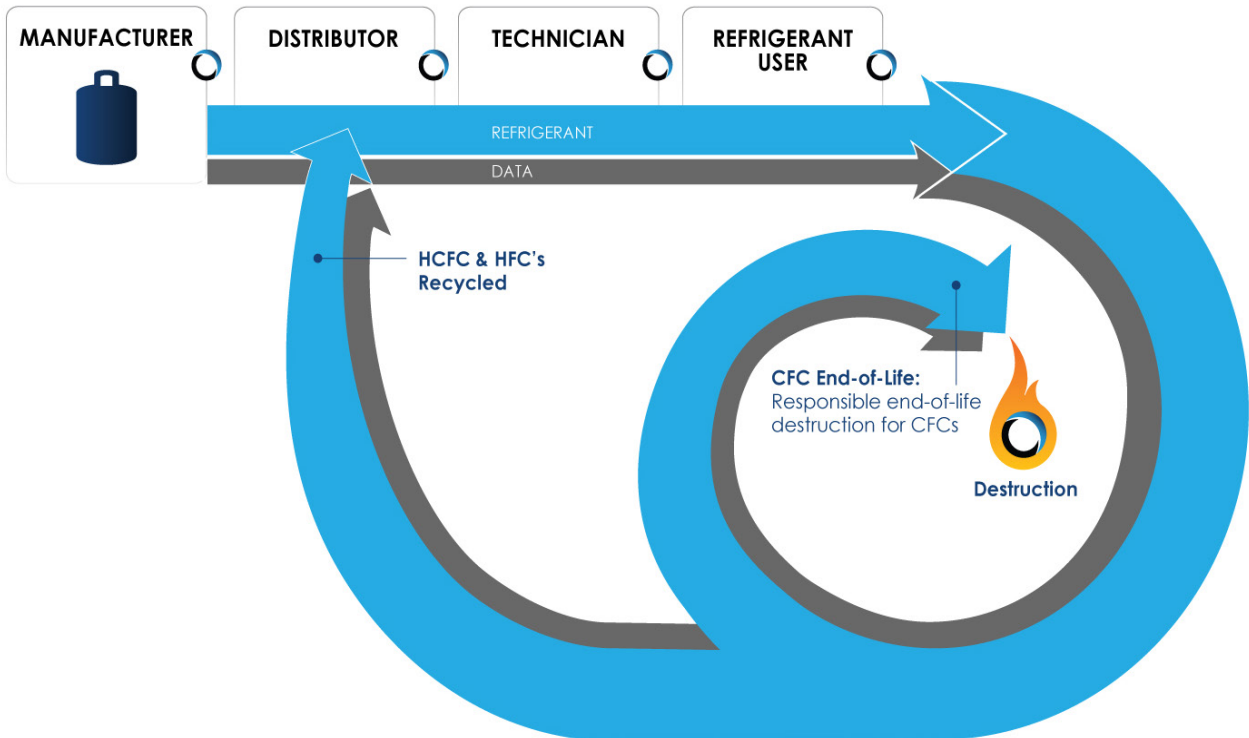 MANUFACTURER
DISTRIBUTOR
TECHNICIAN
REFRIGERANT
USER
REFRIGERANT
DATA
HCFC & HFC's
Recycled
CFC End-of-Life:
Responsible end-of-life
destruction for CFCs
Destruction